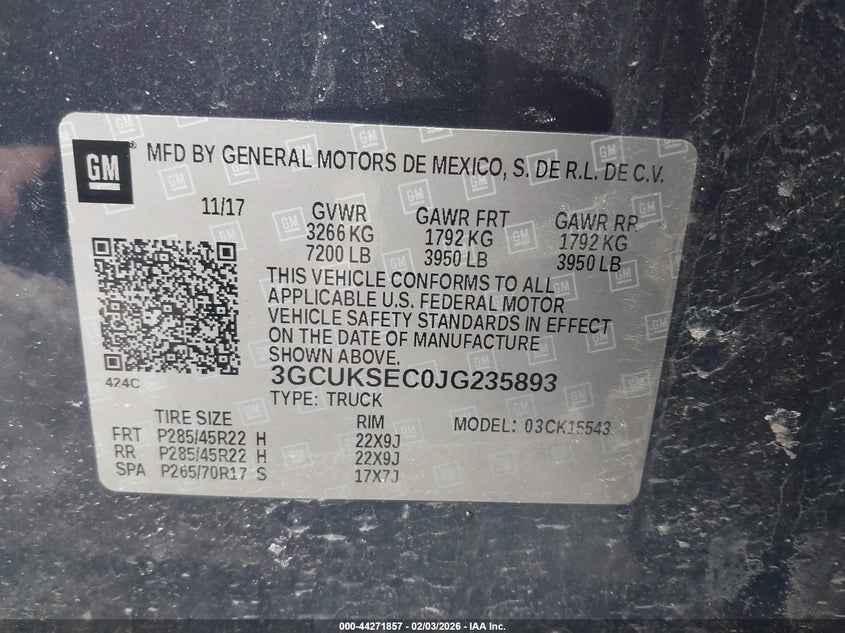 GM
MFD BY GENERAL MOTORS DE MEXICO, S. DE R.L. DE C.V.
11/17
GVWR GAWR FRT GAWR RR
3266 KG 1792 KG 1792 KG
7200 LB 3950 LB 3950 LB
THIS VEHICLE CONFORMS TO ALL
APPLICABLE U.S. FEDERAL MOTOR
VEHICLE SAFETY STANDARDS IN EFFECT
ON THE DATE OF MANUFACTURE
SHOWN ABOVE.
424C
3GCUKSEC0JG235893
TYPE: TRUCK
TIRE SIZE RIM MODEL: 03CK15543
FRT P285/45R22 H 22X9J
RR P285/45R22 H 22X9J
SPA P265/70R17 S 17X7J
000-44271857 - 02/03/2026 - IAA Inc.